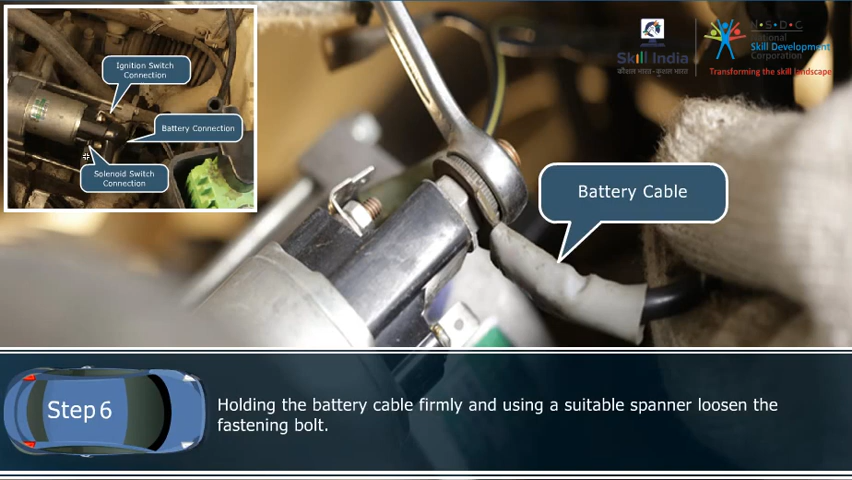 Ignition Switch
Connection
Battery Connection
Solenoid Switch
Connection
Skill India
कौशल भारत-कुशल भारत
N·S·D·C
National
Skill Development
Corporation
Transforming the skill landscape
Battery Cable
Step 6
Holding the battery cable firmly and using a suitable spanner loosen the
fastening bolt.